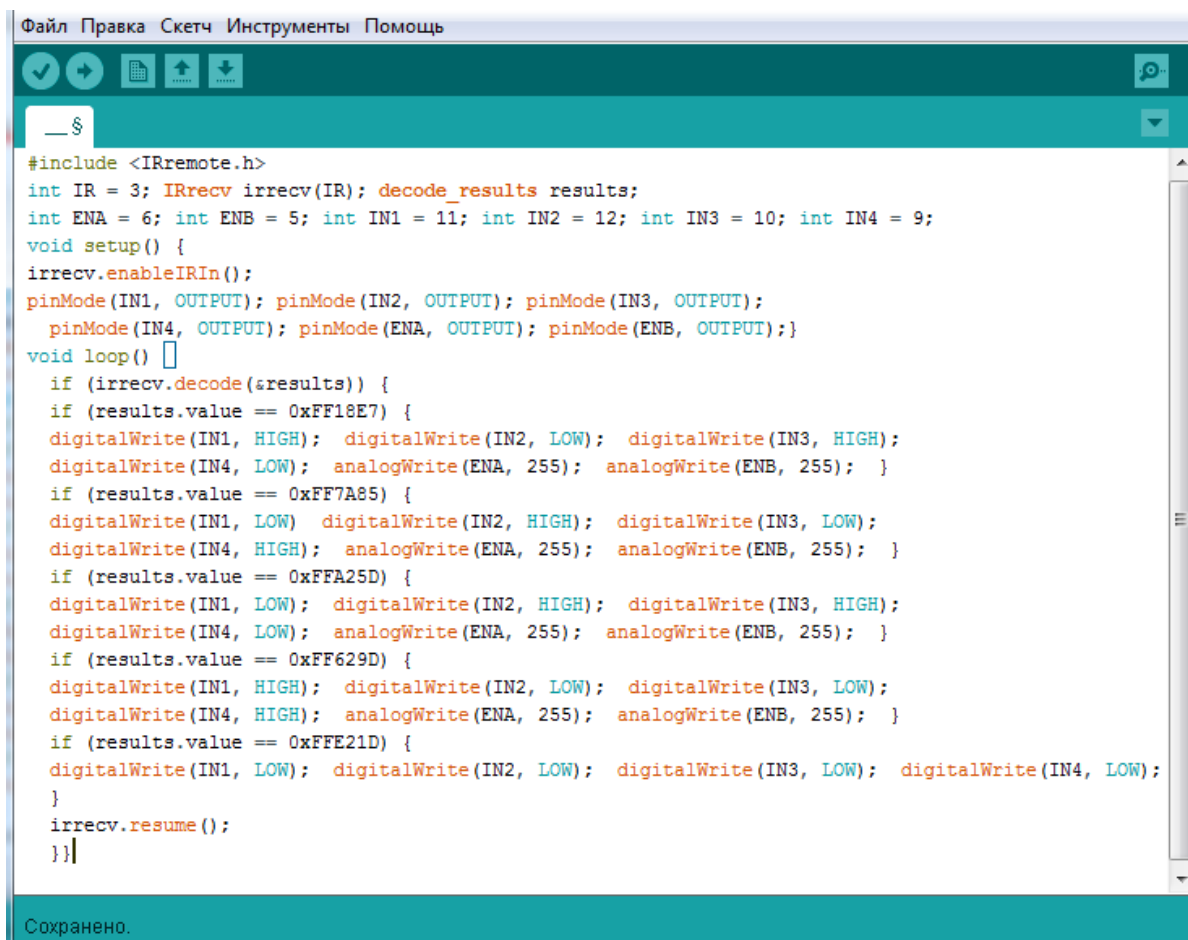 Файл Правка Скетч Инструменты Помощь
__§
#include <IRremote.h>
int IR = 3; IRrecv irrecv(IR); decode_results results;
int ENA = 6; int ENB = 5; int IN1 = 11; int IN2 = 12; int IN3 = 10; int IN4 = 9;
void setup() {
irrecv.enableIRIn();
pinMode(IN1, OUTPUT); pinMode(IN2, OUTPUT); pinMode(IN3, OUTPUT);
pinMode(IN4, OUTPUT); pinMode(ENA, OUTPUT); pinMode(ENB, OUTPUT);}
void loop()
if (irrecv.decode(&results)) {
if (results.value == 0xFF18E7) {
digitalWrite(IN1, HIGH); digitalWrite(IN2, LOW); digitalWrite(IN3, HIGH);
digitalWrite(IN4, LOW); analogWrite(ENA, 255); analogWrite(ENB, 255); }
if (results.value == 0xFF7A85) {
digitalWrite(IN1, LOW) digitalWrite(IN2, HIGH); digitalWrite(IN3, LOW);
digitalWrite(IN4, HIGH); analogWrite(ENA, 255); analogWrite(ENB, 255); }
if (results.value == 0xFFA25D) {
digitalWrite(IN1, LOW); digitalWrite(IN2, HIGH); digitalWrite(IN3, HIGH);
digitalWrite(IN4, LOW); analogWrite(ENA, 255); analogWrite(ENB, 255); }
if (results.value == 0xFF629D) {
digitalWrite(IN1, HIGH); digitalWrite(IN2, LOW); digitalWrite(IN3, LOW);
digitalWrite(IN4, HIGH); analogWrite(ENA, 255); analogWrite(ENB, 255); }
if (results.value == 0xFFE21D) {
digitalWrite(IN1, LOW); digitalWrite(IN2, LOW); digitalWrite(IN3, LOW); digitalWrite(IN4, LOW);
}
irrecv.resume();
}}
Сохранено.